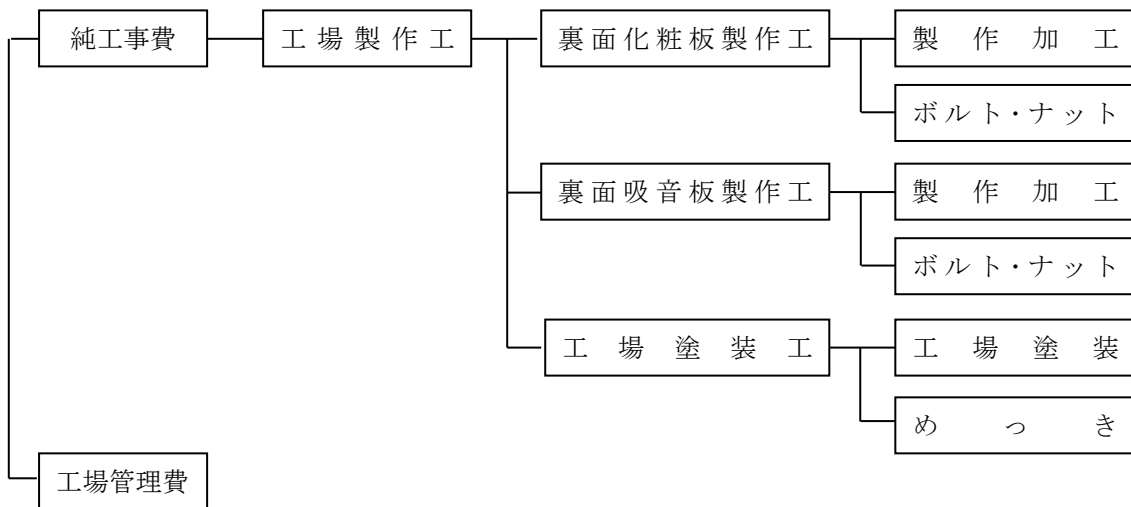 純工事費
工場製作工
裏面化粧板製作工
製作加工
ボルト・ナット
裏面吸音板製作工
製作加工
ボルト・ナット
工場塗装工
工場塗装
めっき
工場管理費